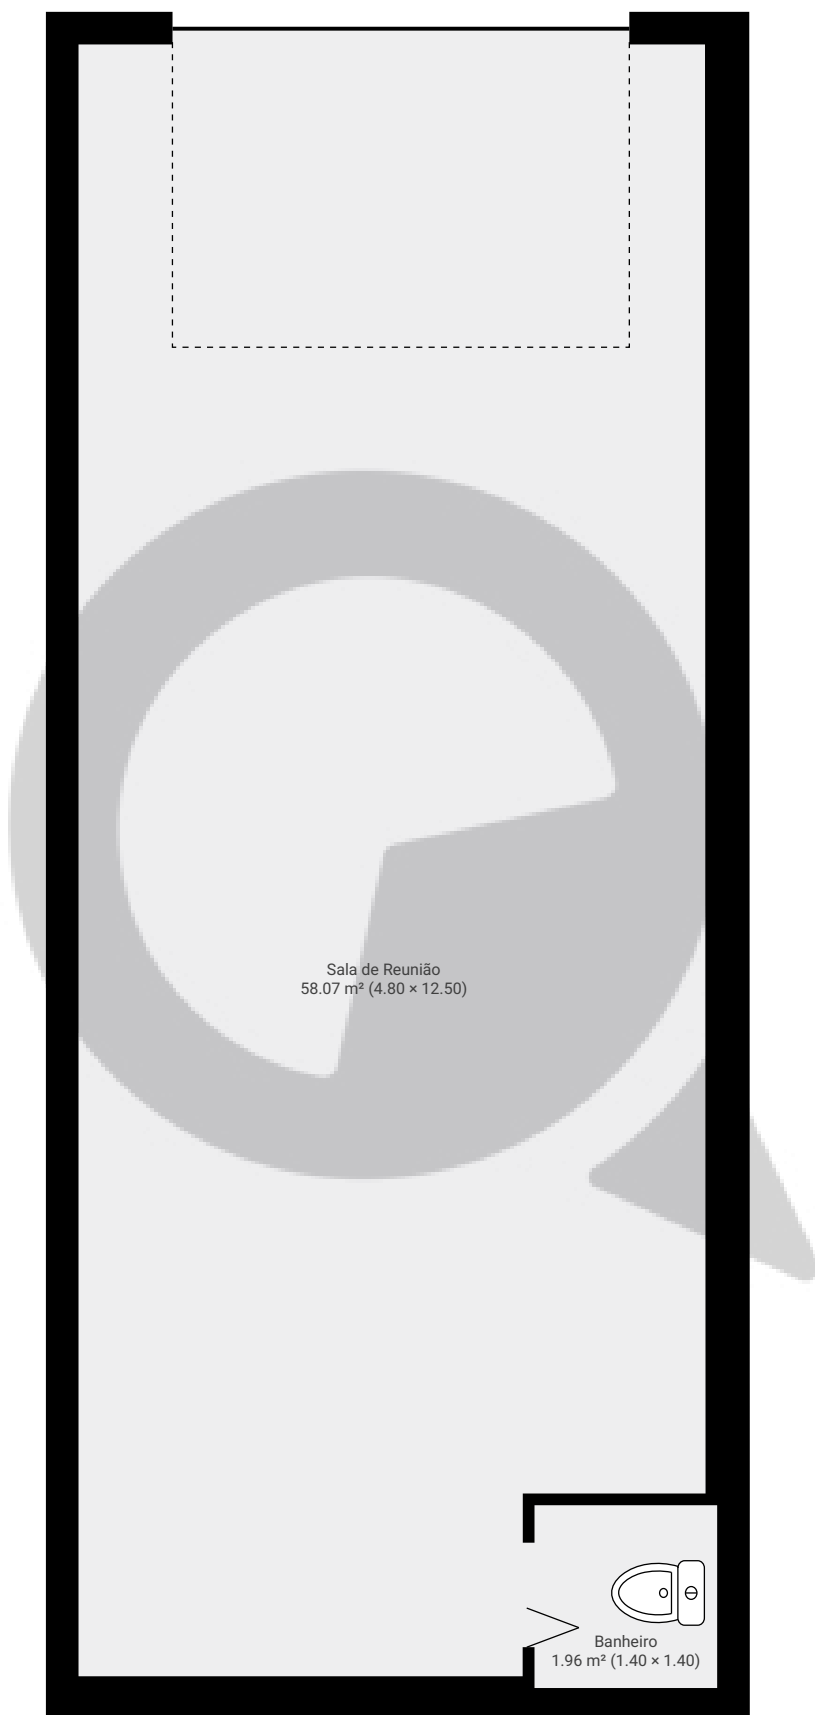 Sala de Reunião
58.07 m² (4.80 × 12.50)
Banheiro
1.96 m² (1.40 × 1.40)